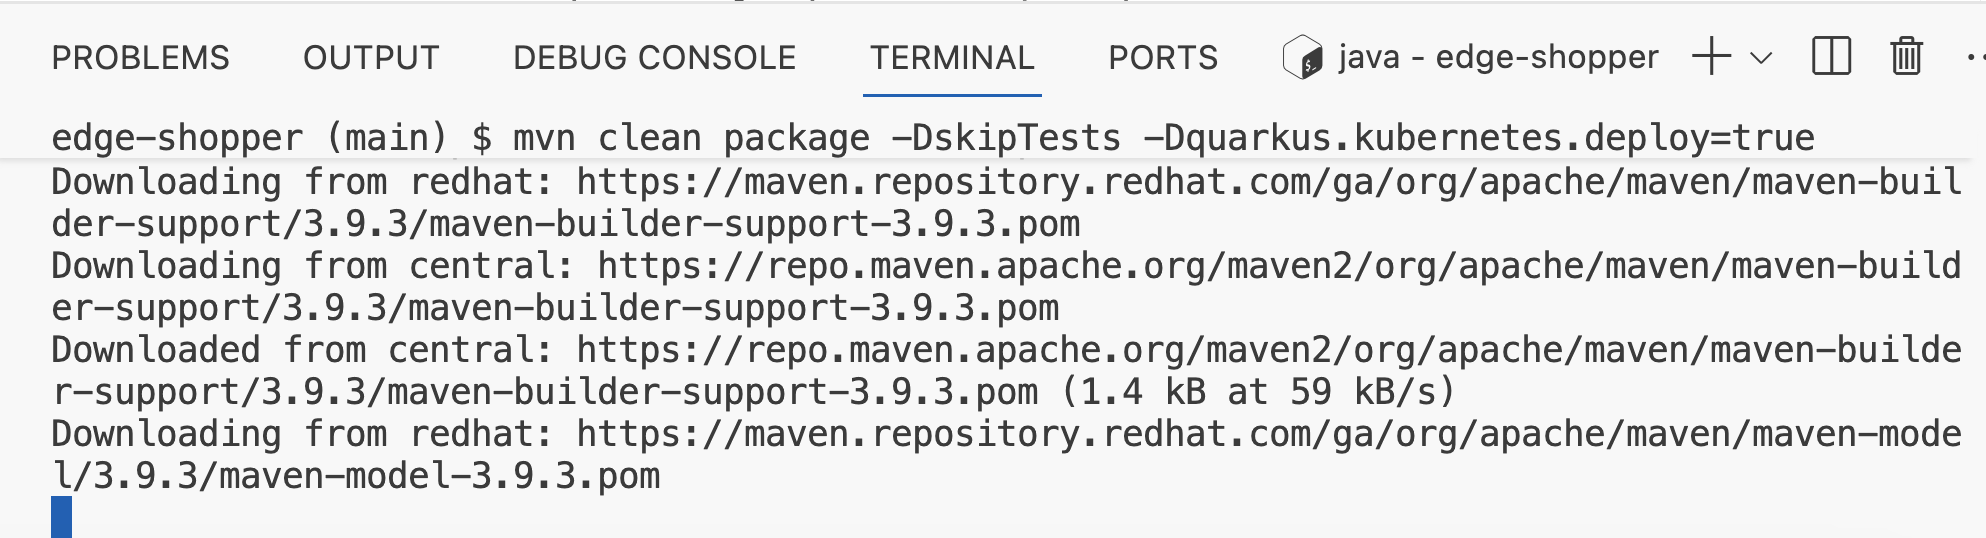 PROBLEMS OUTPUT DEBUG CONSOLE TERMINAL PORTS java - edge-shopper
edge-shopper (main) $ mvn clean package -DskipTests -Dquarkus.kubernetes.deploy=true
Downloading from redhat: https://maven.repository.redhat.com/ga/org/apache/maven/maven-buil
der-support/3.9.3/maven-builder-support-3.9.3.pom
Downloading from central: https://repo.maven.apache.org/maven2/org/apache/maven/maven-build
er-support/3.9.3/maven-builder-support-3.9.3.pom
Downloaded from central: https://repo.maven.apache.org/maven2/org/apache/maven/maven-builde
r-support/3.9.3/maven-builder-support-3.9.3.pom (1.4 kB at 59 kB/s)
Downloading from redhat: https://maven.repository.redhat.com/ga/org/apache/maven/maven-mode
l/3.9.3/maven-model-3.9.3.pom